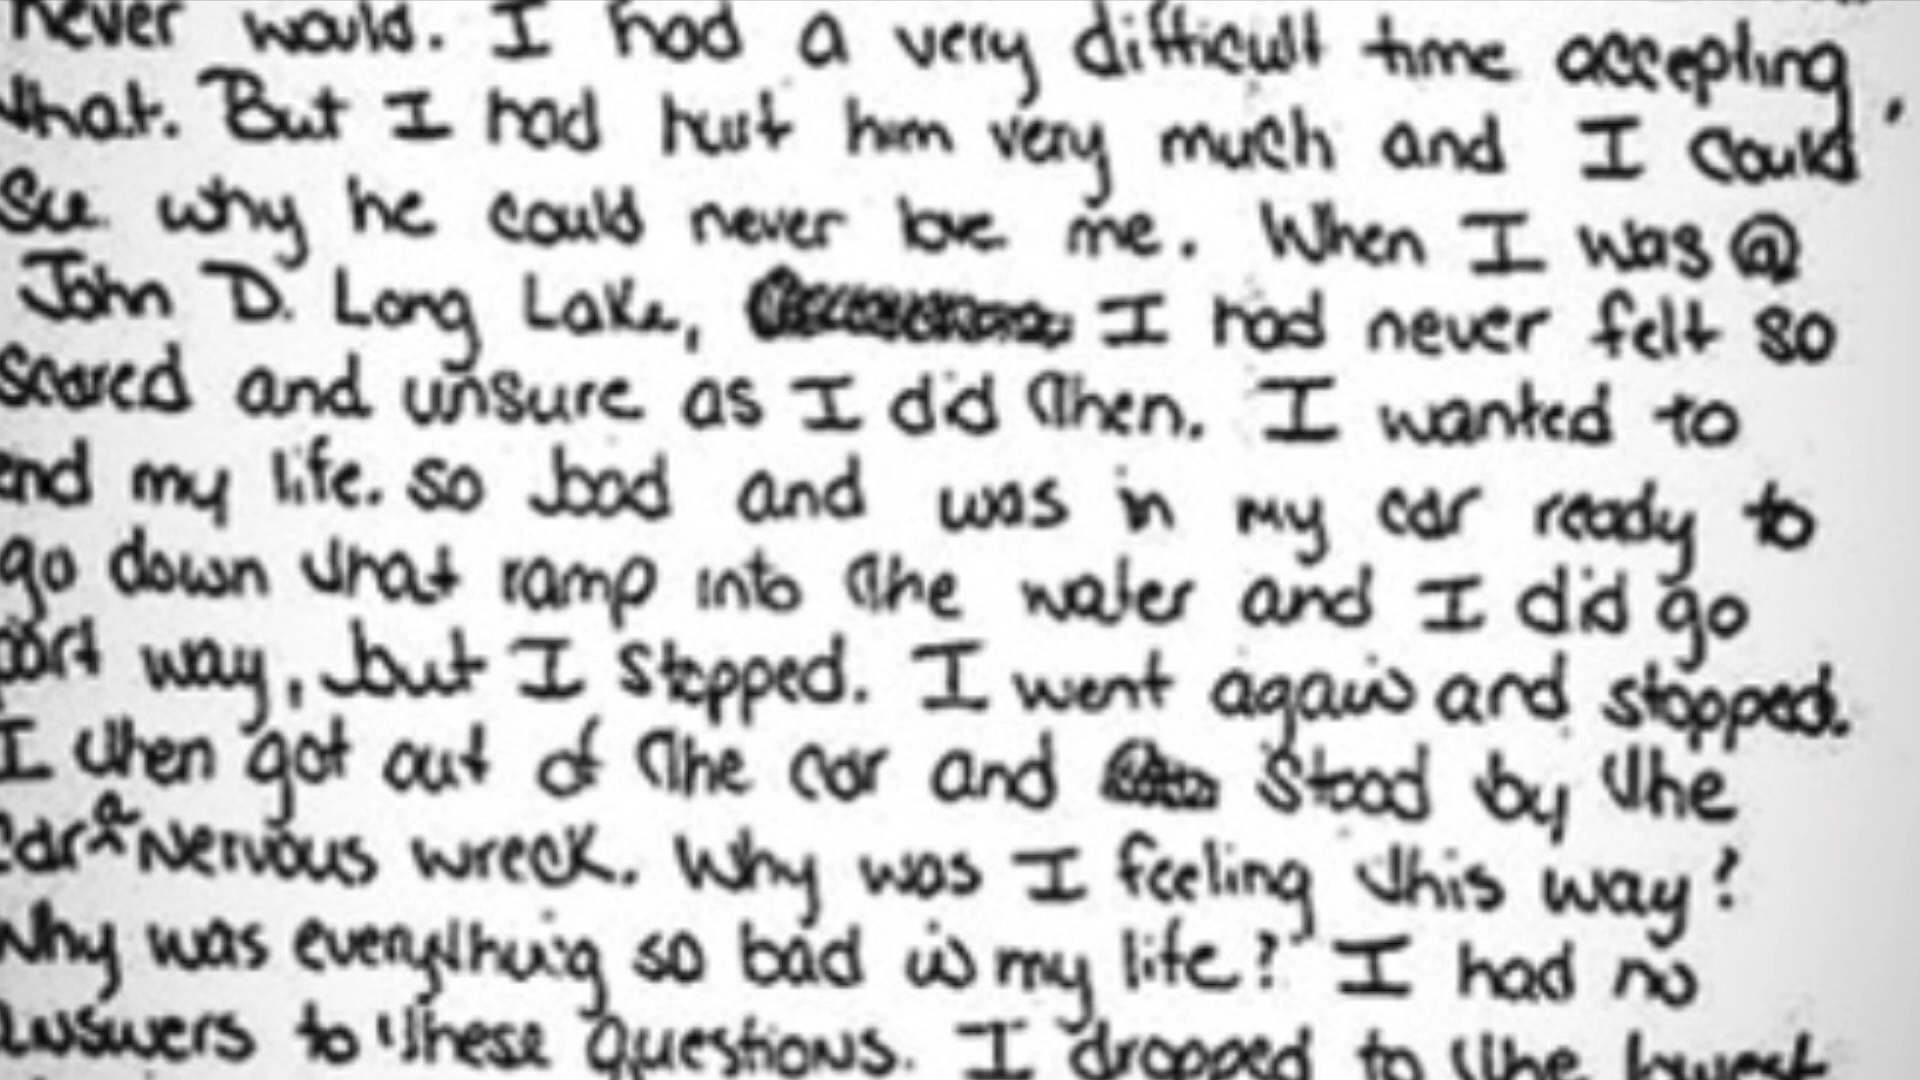 never would. I had a very difficult time accepting
that. But I had hurt him very much and I could
see why he could never love me. When I was @
John D. Long Lake, I had never felt so
scared and unsure as I did then. I wanted to
end my life. so bad and was in my car ready to
go down that ramp into the water and I did go
part way, but I stopped. I went again and stopped.
I then got out of the car and stood by the
car a nervous wreck. Why was I feeling this way?
Why was everything so bad in my life? I had no
answers to these questions. I dropped to the lowest